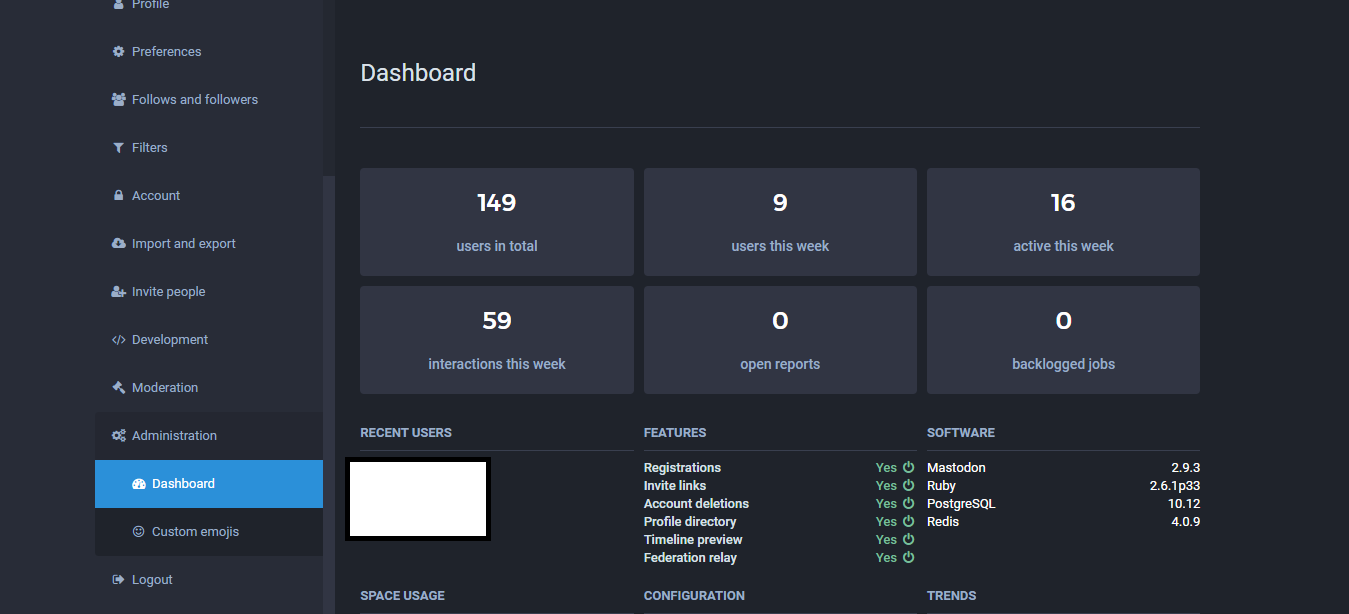 Profile
Preferences
Follows and followers
Filters
Account
Import and export
Invite people
Development
Moderation
Administration
Dashboard
Custom emojis
Logout
Dashboard
149
users in total
9
users this week
16
active this week
59
interactions this week
0
open reports
0
backlogged jobs
RECENT USERS
FEATURES
Registrations Yes
Invite links Yes
Account deletions Yes
Profile directory Yes
Timeline preview Yes
Federation relay Yes
SOFTWARE
Mastodon 2.9.3
Ruby 2.6.1p33
PostgreSQL 10.12
Redis 4.0.9
SPACE USAGE
CONFIGURATION
TRENDS